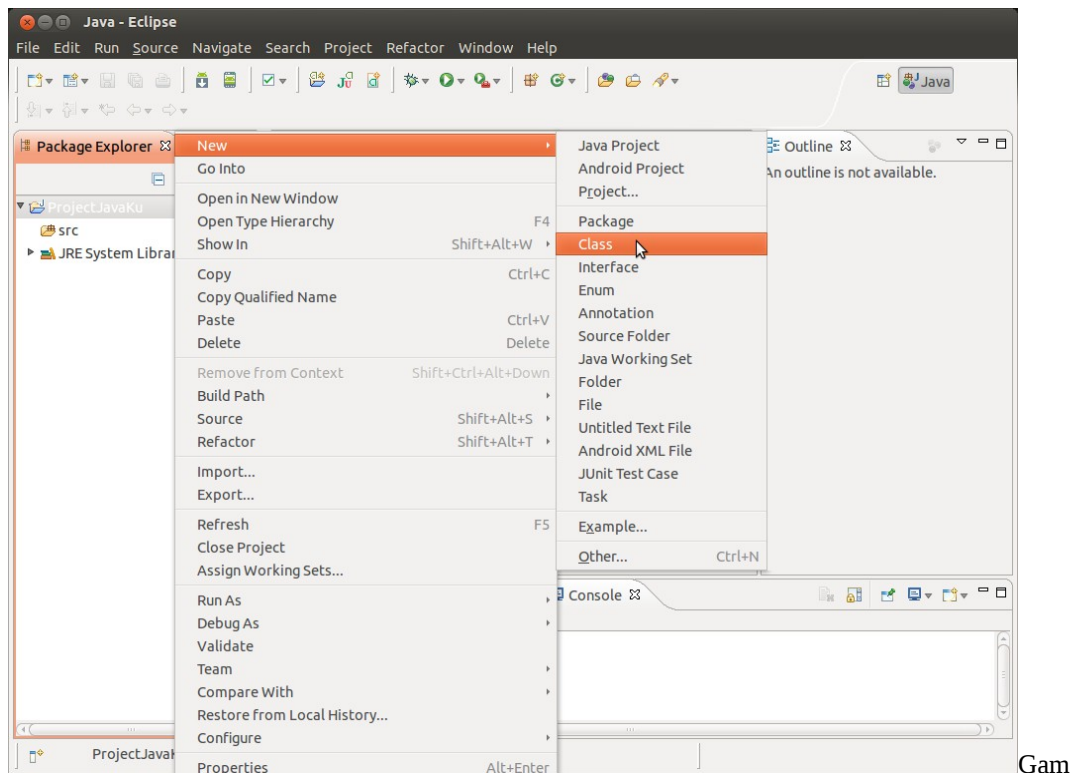 Java - Eclipse
File Edit Run Source Navigate Search Project Refactor Window Help
Java
Package Explorer
ProjectJavaKu
src
JRE System Librar
New
Go Into
Open in New Window
Open Type Hierarchy F4
Show In Shift+Alt+W
Copy Ctrl+C
Copy Qualified Name
Paste Ctrl+V
Delete Delete
Remove from Context Shift+Ctrl+Alt+Down
Build Path
Source Shift+Alt+S
Refactor Shift+Alt+T
Import...
Export...
Refresh F5
Close Project
Assign Working Sets...
Run As
Debug As
Validate
Team
Compare With
Restore from Local History...
Configure
Properties Alt+Enter
Java Project
Android Project
Project...
Package
Class
Interface
Enum
Annotation
Source Folder
Java Working Set
Folder
File
Untitled Text File
Android XML File
JUnit Test Case
Task
Example...
Other... Ctrl+N
Outline
An outline is not available.
Console
ProjectJavaK
Gam